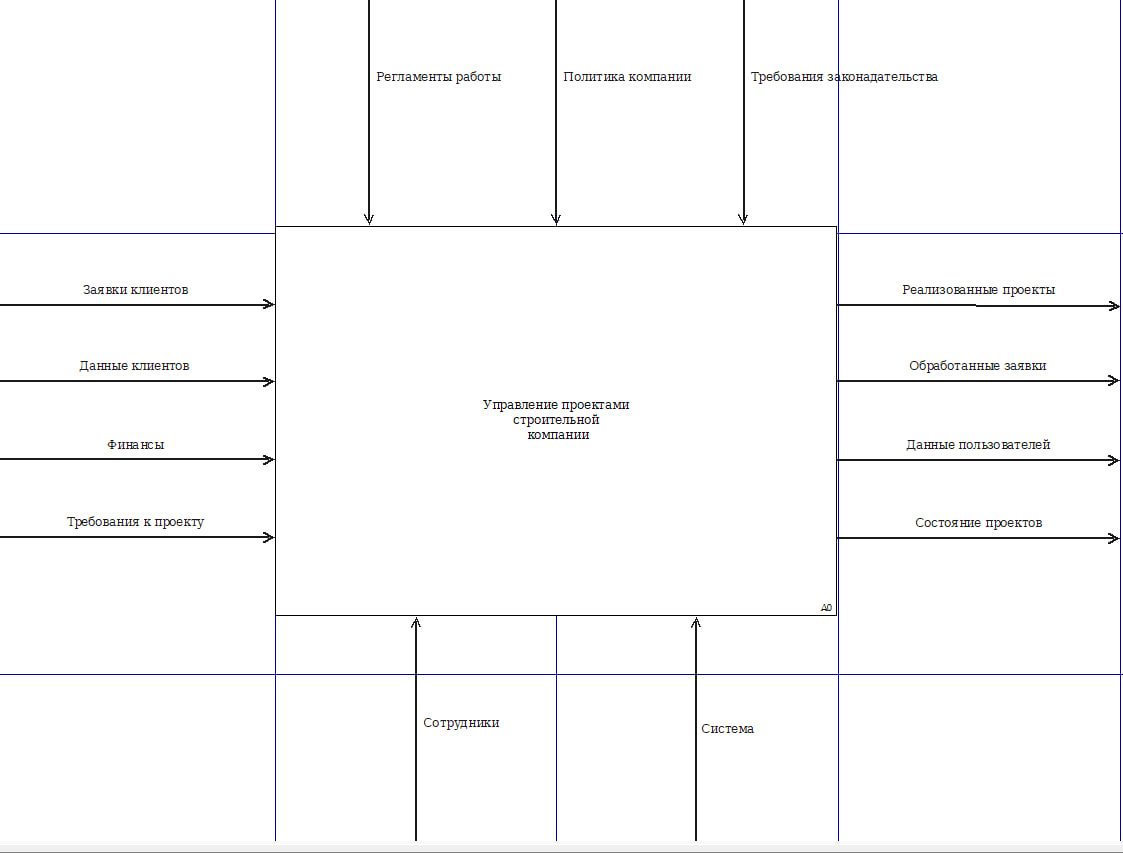 Регламенты работы
Политика компании
Требования законадательства
Заявки клиентов
Реализованные проекты
Данные клиентов
Обработанные заявки
Управление проектами
строительной
компании
Финансы
Данные пользователей
Требования к проекту
Состояние проектов
A0
Сотрудники
Система